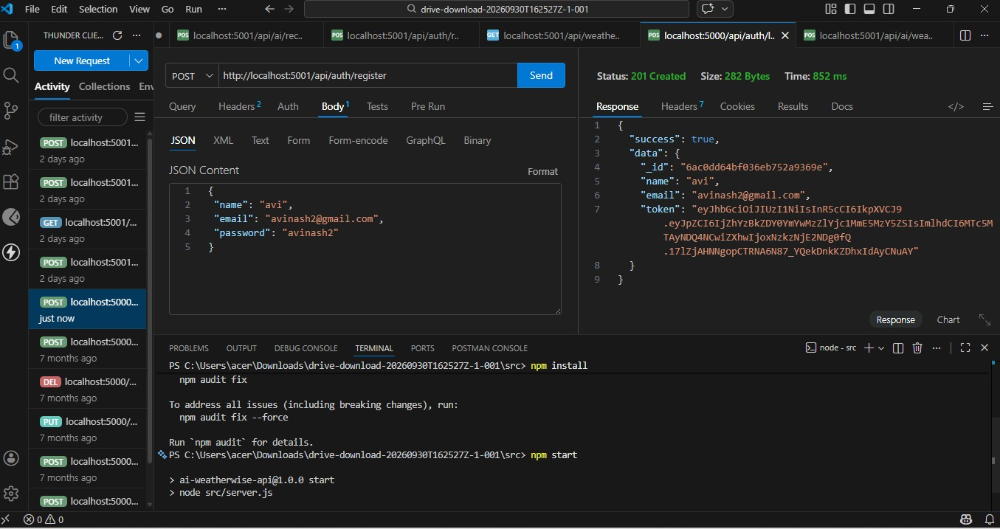 File Edit Selection View Go Run ··· drive-download-20260930T162527Z-1-001
THUNDER CLIE... ···
1
New Request
Activity Collections Env
filter activity
POST localhost:5001...
2 days ago
POST localhost:5001...
2 days ago
GET localhost:5001/...
2 days ago
POST localhost:5001...
2 days ago
POST localhost:5000...
just now
POST localhost:5000...
7 months ago
DEL localhost:5000/...
7 months ago
PUT localhost:5000/...
7 months ago
POST localhost:5000...
7 months ago
POST localhost:5000...
POST localhost:5001/api/ai/rec.. POST localhost:5001/api/auth/r.. GET localhost:5001/api/weathe.. POST localhost:5000/api/auth/l.. POST localhost:5001/api/ai/wea.. ···
POST http://localhost:5001/api/auth/register Send
Query Headers 2 Auth Body 1 Tests Pre Run
JSON XML Text Form Form-encode GraphQL Binary
JSON Content Format
1 {
2 "name": "avi",
3 "email": "avinash2@gmail.com",
4 "password": "avinash2"
5 }
Status: 201 Created Size: 282 Bytes Time: 852 ms
Response Headers 7 Cookies Results Docs </>
1 {
2 "success": true,
3 "data": {
4 "_id": "6ac0dd64bf036eb752a9369e",
5 "name": "avi",
6 "email": "avinash2@gmail.com",
7 "token": "eyJhbGciOiJIUzI1NiIsInR5cCI6IkpXVCJ9
.eyJpZCI6IjZhYzBkZDY0YmYwMzZlYjc1MmE5MzY5ZSIsImlhdCI6MTc5M
TAyNDQ4NCwiZXhwIjoxNzkzNjE2NDg0fQ
.17lZjAHNNgopCTRNA6N87_YQekDnkKZDhxIdAyCNuAY"
8 }
9 }
Response Chart
PROBLEMS OUTPUT DEBUG CONSOLE TERMINAL PORTS POSTMAN CONSOLE node - src ···
PS C:\Users\acer\Downloads\drive-download-20260930T162527Z-1-001\src> npm install
npm audit fix
To address all issues (including breaking changes), run:
npm audit fix --force
Run `npm audit` for details.
PS C:\Users\acer\Downloads\drive-download-20260930T162527Z-1-001\src> npm start
> ai-weatherwise-api@1.0.0 start
> node src/server.js
0 0